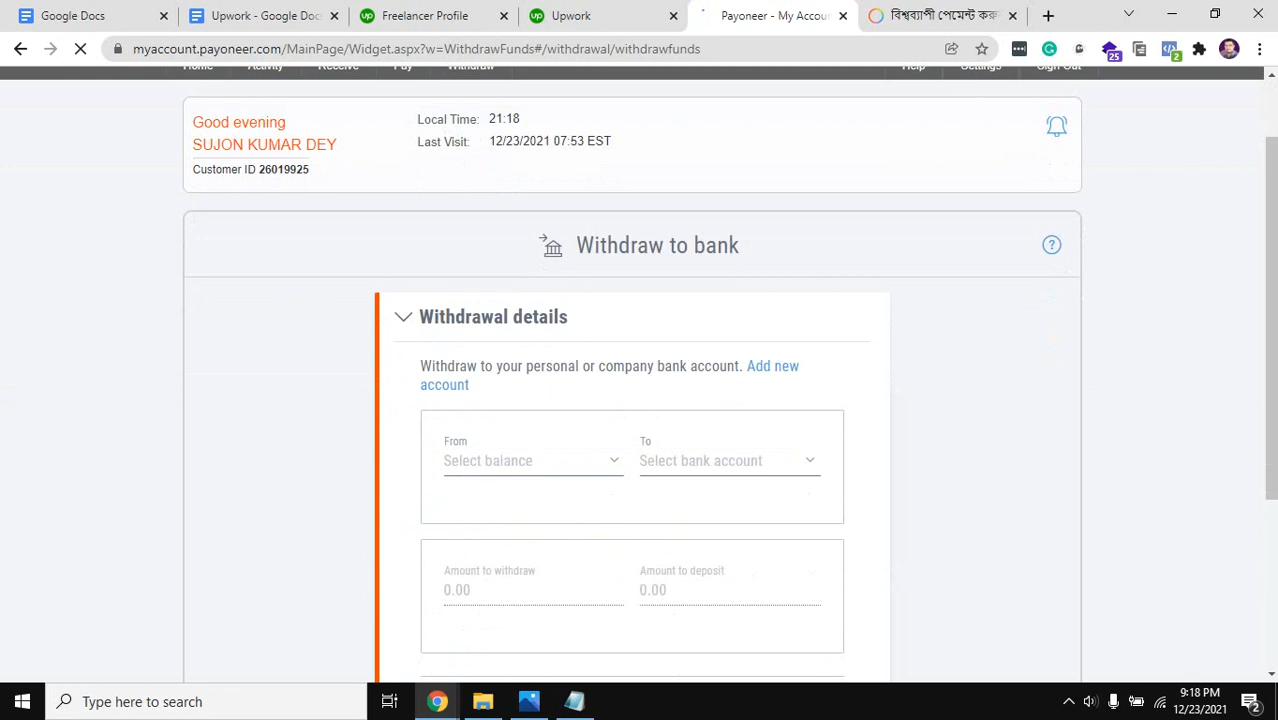 Google Docs
Upwork - Google Docs
Freelancer Profile
Upwork
Payoneer - My Accou
বিশ্বব্যাপী পেমেন্ট করু
myaccount.payoneer.com/MainPage/Widget.aspx?w=WithdrawFunds#/withdrawal/withdrawfunds
25
2
Home Activity Receive Pay Withdraw Help Settings Sign Out
Good evening
SUJON KUMAR DEY
Customer ID 26019925
Local Time: 21:18
Last Visit: 12/23/2021 07:53 EST
Withdraw to bank
?
Withdrawal details
Withdraw to your personal or company bank account. Add new
account
From To
Select balance Select bank account
Amount to withdraw Amount to deposit
0.00 0.00
Type here to search
9:18 PM
12/23/2021
2